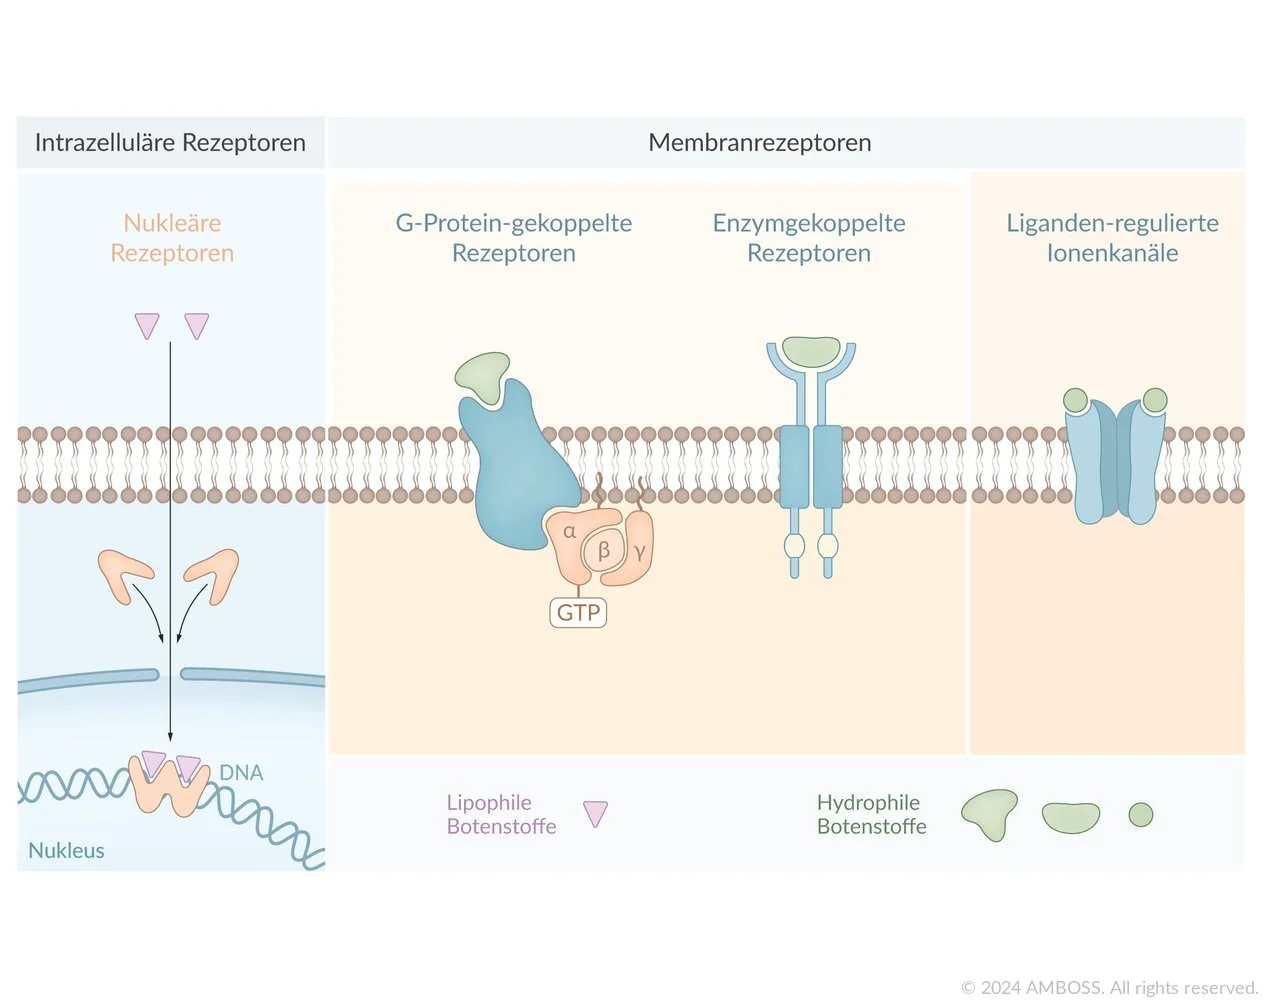 Intrazelluläre Rezeptoren
Membranrezeptoren
Nukleäre
Rezeptoren
G-Protein-gekoppelte
Rezeptoren
Enzymgekoppelte
Rezeptoren
Liganden-regulierte
Ionenkanäle
α
β
γ
GTP
DNA
Nukleus
Lipophile
Botenstoffe
Hydrophile
Botenstoffe
© 2024 AMBOSS. All rights reserved.